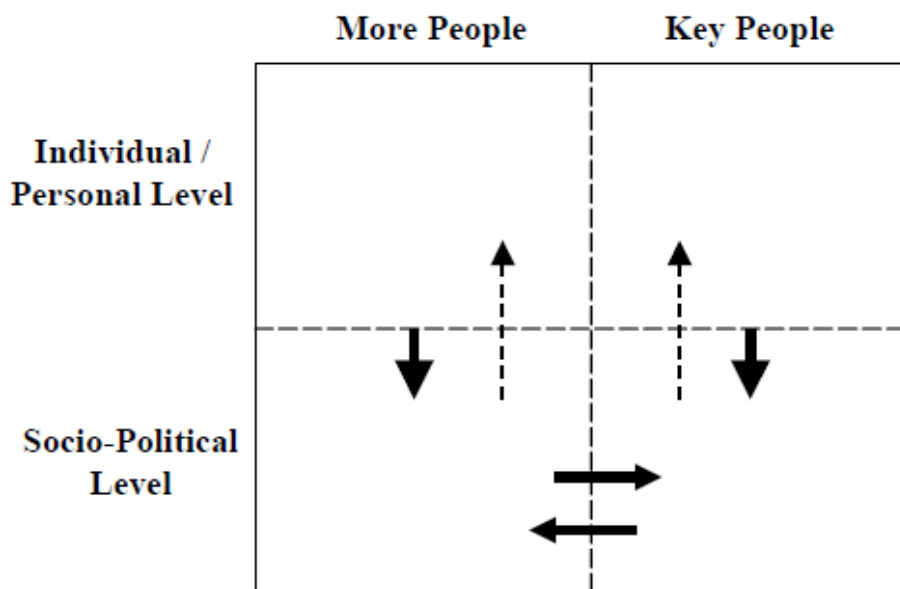 More People
Key People
Individual /
Personal Level
Socio-Political
Level